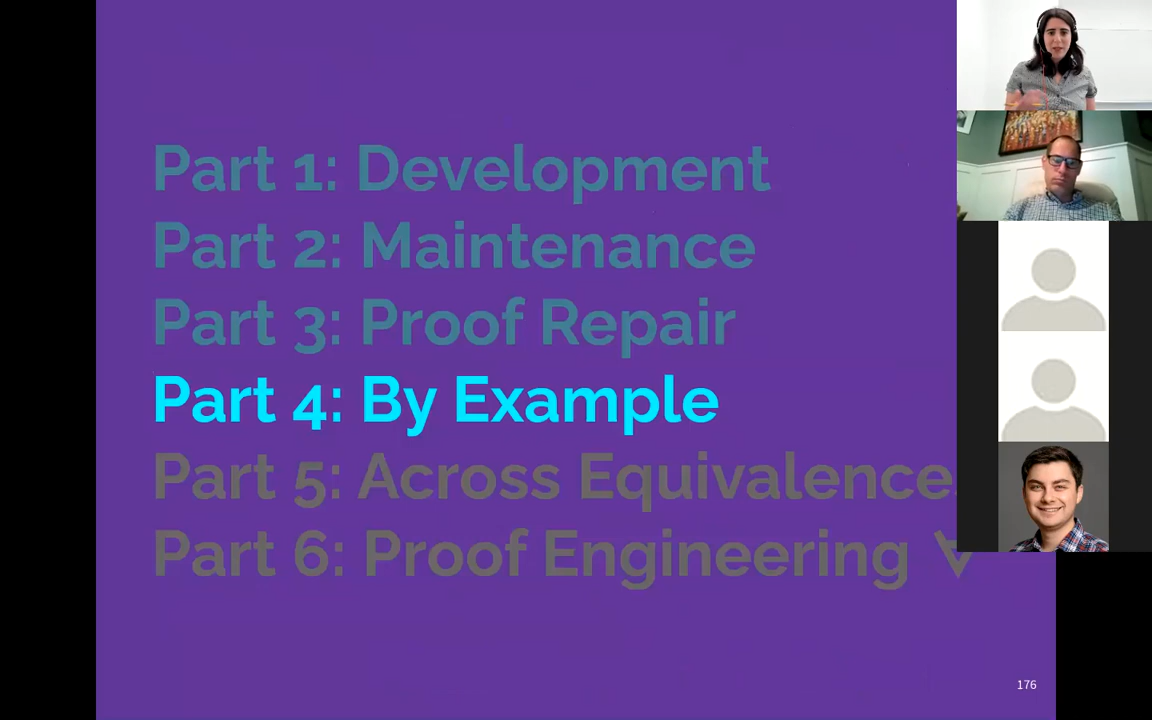 Part 1: Development
Part 2: Maintenance
Part 3: Proof Repair
Part 4: By Example
Part 5: Across Equivalence
Part 6: Proof Engineering ∀
176